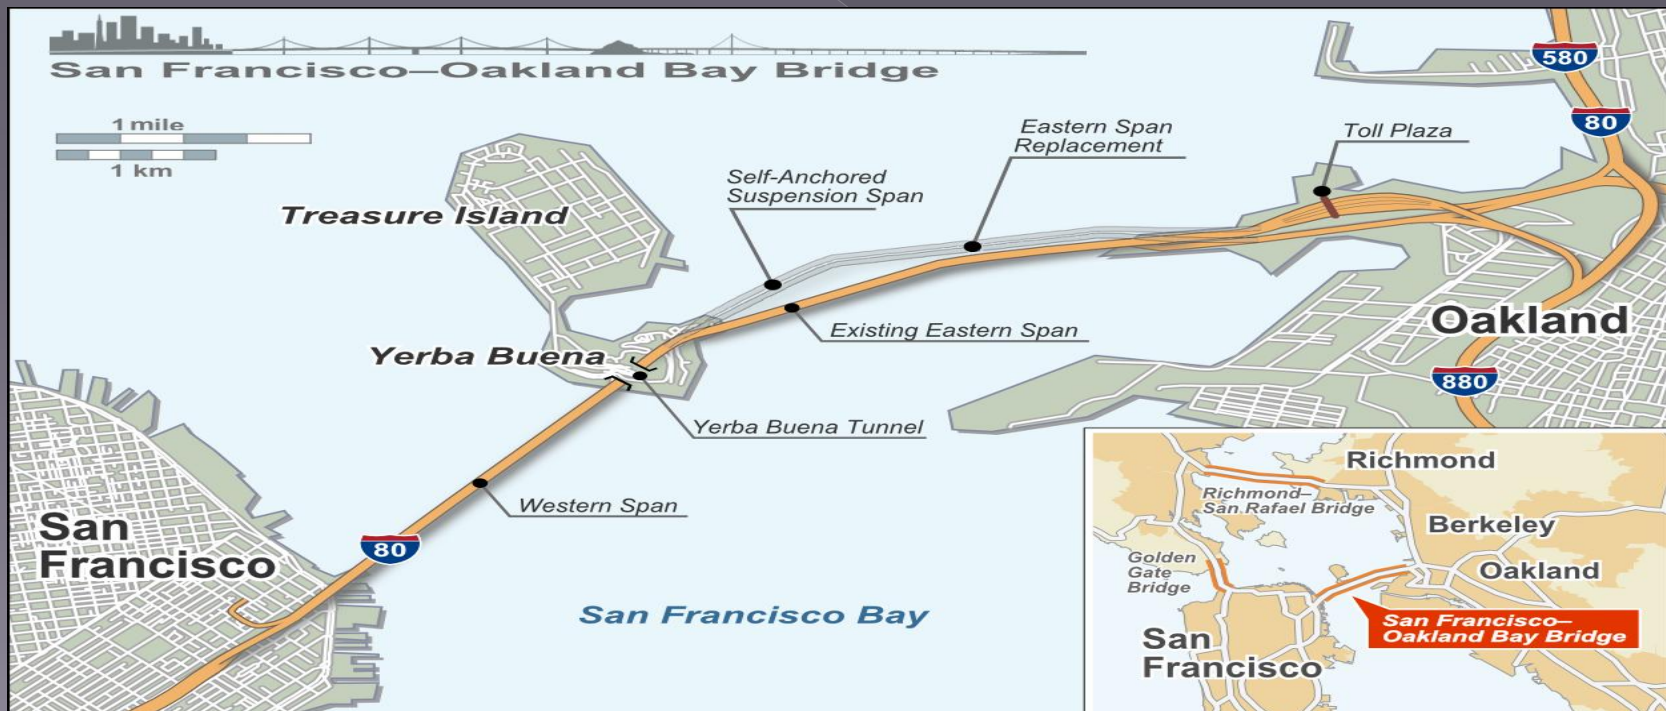 San Francisco–Oakland Bay Bridge
1 mile
1 km
580
80
Eastern Span
Replacement
Toll Plaza
Self-Anchored
Suspension Span
Treasure Island
Existing Eastern Span
Oakland
Yerba Buena
880
Yerba Buena Tunnel
Western Span
San
Francisco
80
San Francisco Bay
Richmond
Richmond–
San Rafael Bridge
Berkeley
Golden
Gate
Bridge
Oakland
San Francisco–
Oakland Bay Bridge
San
Francisco